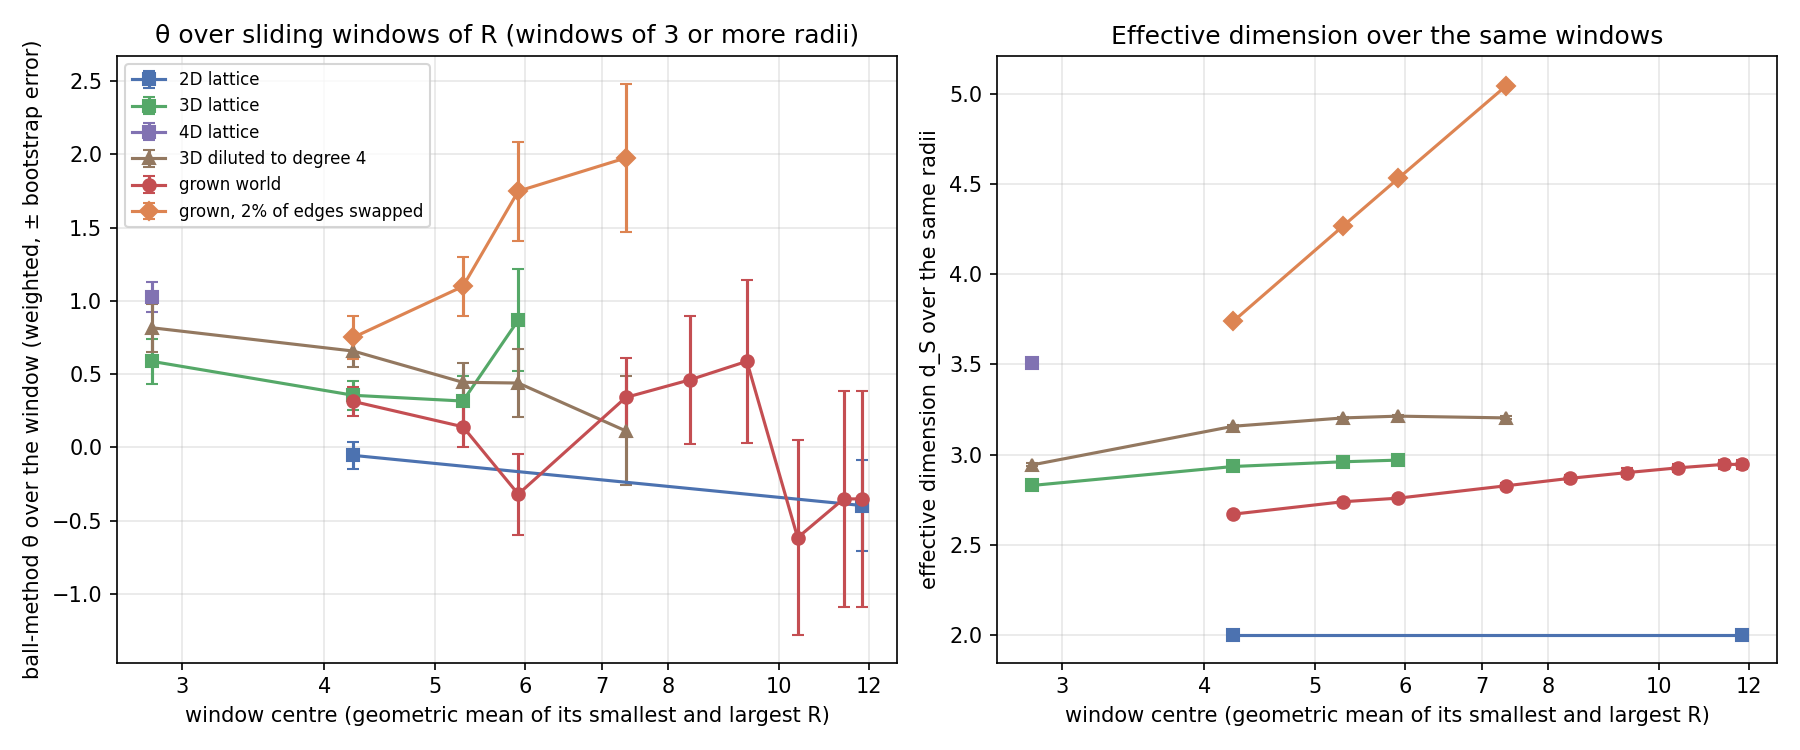 θ over sliding windows of R (windows of 3 or more radii)
ball-method θ over the window (weighted, ± bootstrap error)
2.5
2.0
1.5
1.0
0.5
0.0
−0.5
−1.0
2D lattice
3D lattice
4D lattice
3D diluted to degree 4
grown world
grown, 2% of edges swapped
3 4 5 6 7 8 10 12
window centre (geometric mean of its smallest and largest R)
Effective dimension over the same windows
effective dimension d_S over the same radii
5.0
4.5
4.0
3.5
3.0
2.5
2.0
3 4 5 6 7 8 10 12
window centre (geometric mean of its smallest and largest R)